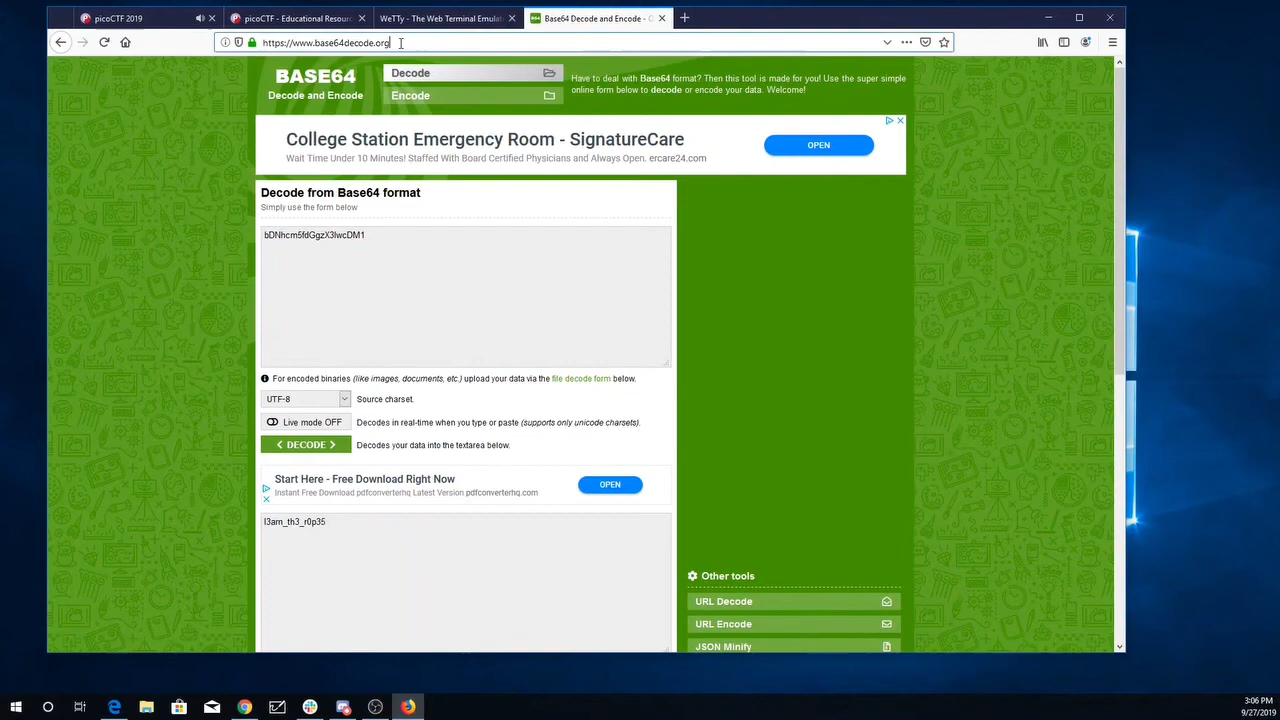 picoCTF 2019
picoCTF - Educational Resourc
WeTTy - The Web Terminal Emulat
Base64 Decode and Encode - O
https://www.base64decode.org
BASE64
Decode and Encode
Decode
Encode
Have to deal with Base64 format? Then this tool is made for you! Use the super simple
online form below to decode or encode your data. Welcome!
College Station Emergency Room - SignatureCare
Wait Time Under 10 Minutes! Staffed With Board Certified Physicians and Always Open. ercare24.com
OPEN
Decode from Base64 format
Simply use the form below
bDNhcm5fdGgzX3IwcDM1
For encoded binaries (like images, documents, etc.) upload your data via the file decode form below.
UTF-8
Source charset.
Live mode OFF
Decodes in real-time when you type or paste (supports only unicode charsets).
< DECODE >
Decodes your data into the textarea below.
Start Here - Free Download Right Now
Instant Free Download pdfconverterhq Latest Version pdfconverterhq.com
OPEN
l3arn_th3_r0p35
Other tools
URL Decode
URL Encode
JSON Minify
3:06 PM
9/27/2019